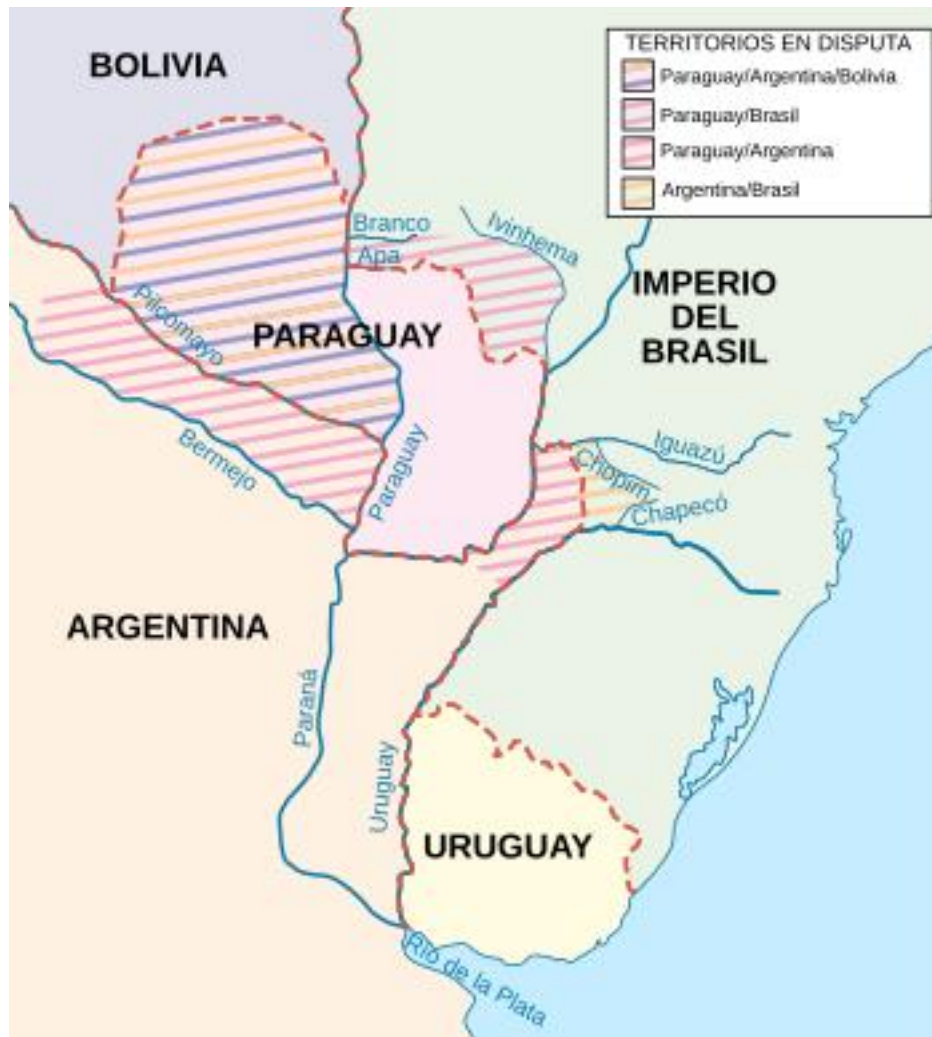 TERRITORIOS EN DISPUTA
Paraguay/Argentina/Bolivia
Paraguay/Brasil
Paraguay/Argentina
Argentina/Brasil
BOLIVIA
Branco
Ivinhema
Apa
IMPERIO
DEL
BRASIL
Pilcomayo
PARAGUAY
Bermejo
Paraguay
Iguazú
Chopim
Chapecó
ARGENTINA
Paraná
Uruguay
URUGUAY
Río de la Plata